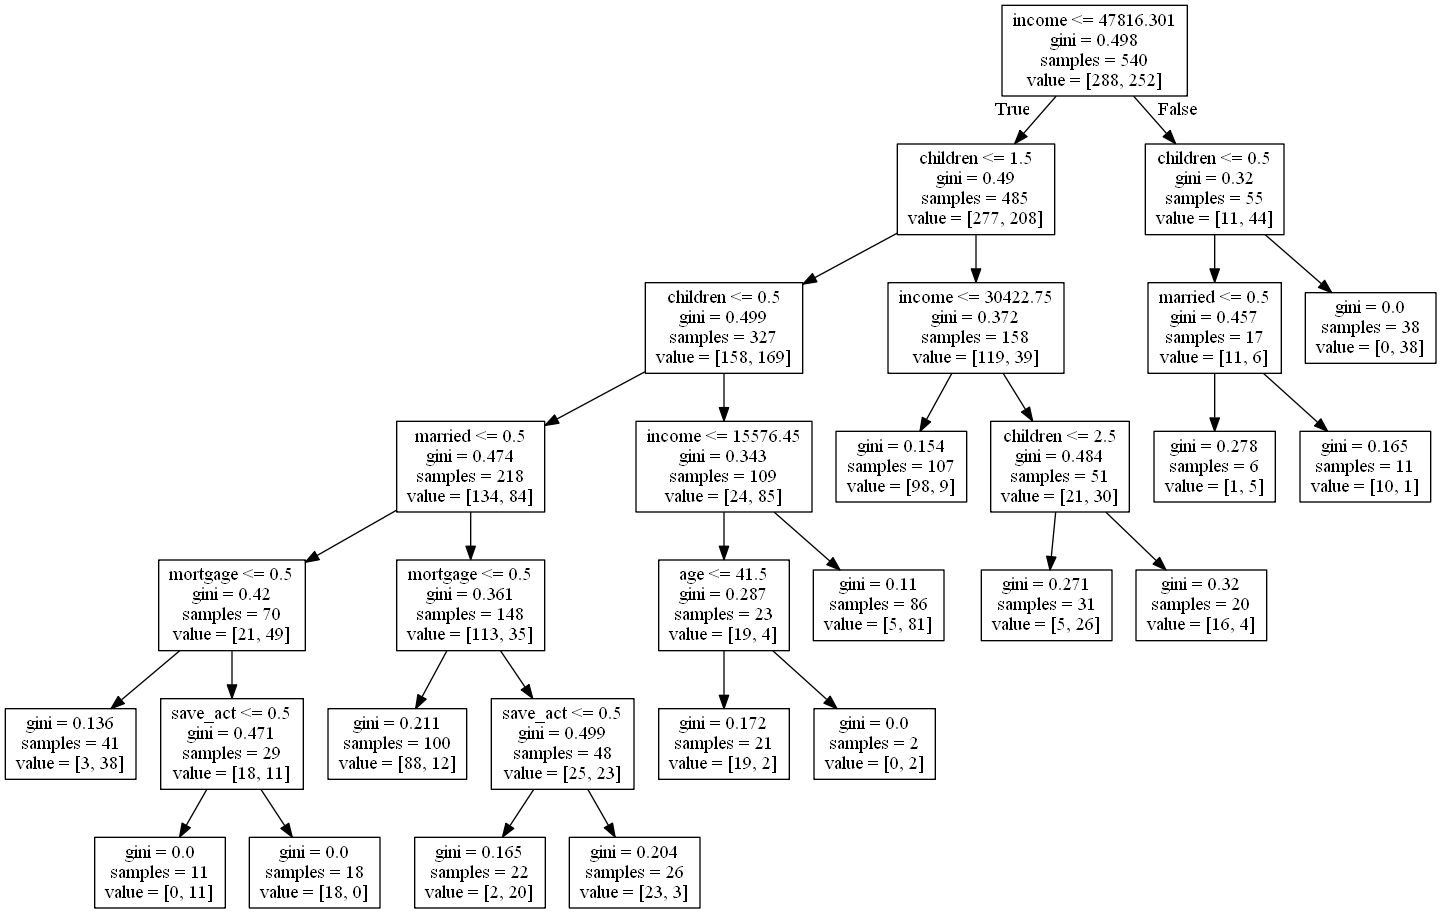 income <= 47816.301
gini = 0.498
samples = 540
value = [288, 252]
True
False
children <= 1.5
gini = 0.49
samples = 485
value = [277, 208]
children <= 0.5
gini = 0.32
samples = 55
value = [11, 44]
children <= 0.5
gini = 0.499
samples = 327
value = [158, 169]
income <= 30422.75
gini = 0.372
samples = 158
value = [119, 39]
married <= 0.5
gini = 0.457
samples = 17
value = [11, 6]
gini = 0.0
samples = 38
value = [0, 38]
married <= 0.5
gini = 0.474
samples = 218
value = [134, 84]
income <= 15576.45
gini = 0.343
samples = 109
value = [24, 85]
gini = 0.154
samples = 107
value = [98, 9]
children <= 2.5
gini = 0.484
samples = 51
value = [21, 30]
gini = 0.278
samples = 6
value = [1, 5]
gini = 0.165
samples = 11
value = [10, 1]
mortgage <= 0.5
gini = 0.42
samples = 70
value = [21, 49]
mortgage <= 0.5
gini = 0.361
samples = 148
value = [113, 35]
age <= 41.5
gini = 0.287
samples = 23
value = [19, 4]
gini = 0.11
samples = 86
value = [5, 81]
gini = 0.271
samples = 31
value = [5, 26]
gini = 0.32
samples = 20
value = [16, 4]
gini = 0.136
samples = 41
value = [3, 38]
save_act <= 0.5
gini = 0.471
samples = 29
value = [18, 11]
gini = 0.211
samples = 100
value = [88, 12]
save_act <= 0.5
gini = 0.499
samples = 48
value = [25, 23]
gini = 0.172
samples = 21
value = [19, 2]
gini = 0.0
samples = 2
value = [0, 2]
gini = 0.0
samples = 11
value = [0, 11]
gini = 0.0
samples = 18
value = [18, 0]
gini = 0.165
samples = 22
value = [2, 20]
gini = 0.204
samples = 26
value = [23, 3]